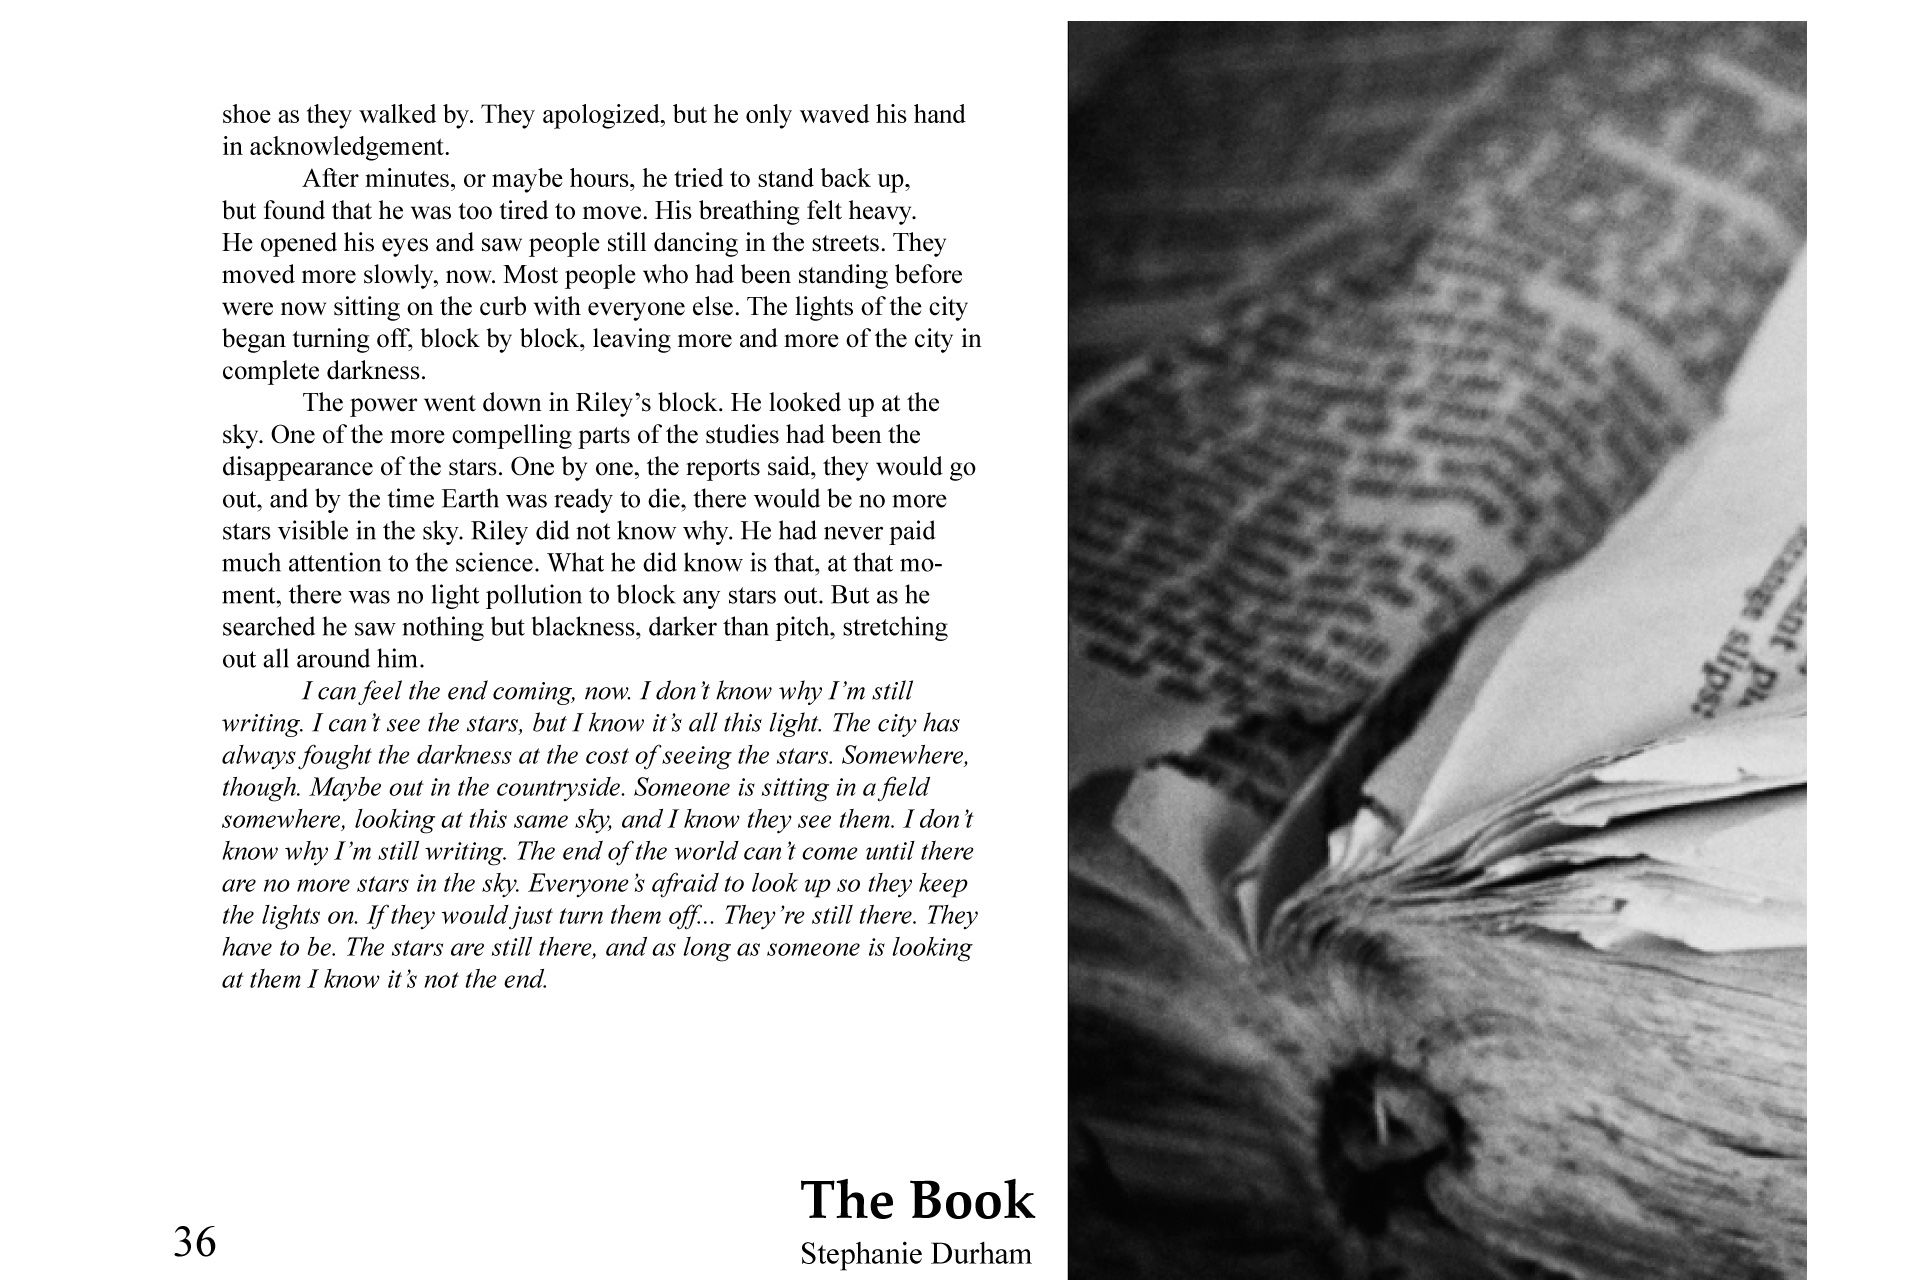 shoe as they walked by. They apologized, but he only waved his hand
in acknowledgement.
After minutes, or maybe hours, he tried to stand back up,
but found that he was too tired to move. His breathing felt heavy.
He opened his eyes and saw people still dancing in the streets. They
moved more slowly, now. Most people who had been standing before
were now sitting on the curb with everyone else. The lights of the city
began turning off, block by block, leaving more and more of the city in
complete darkness.
The power went down in Riley’s block. He looked up at the
sky. One of the more compelling parts of the studies had been the
disappearance of the stars. One by one, the reports said, they would go
out, and by the time Earth was ready to die, there would be no more
stars visible in the sky. Riley did not know why. He had never paid
much attention to the science. What he did know is that, at that mo-
ment, there was no light pollution to block any stars out. But as he
searched he saw nothing but blackness, darker than pitch, stretching
out all around him.
I can feel the end coming, now. I don’t know why I’m still
writing. I can’t see the stars, but I know it’s all this light. The city has
always fought the darkness at the cost of seeing the stars. Somewhere,
though. Maybe out in the countryside. Someone is sitting in a field
somewhere, looking at this same sky, and I know they see them. I don’t
know why I’m still writing. The end of the world can’t come until there
are no more stars in the sky. Everyone’s afraid to look up so they keep
the lights on. If they would just turn them off... They’re still there. They
have to be. The stars are still there, and as long as someone is looking
at them I know it’s not the end.
The Book
Stephanie Durham
36
slips: